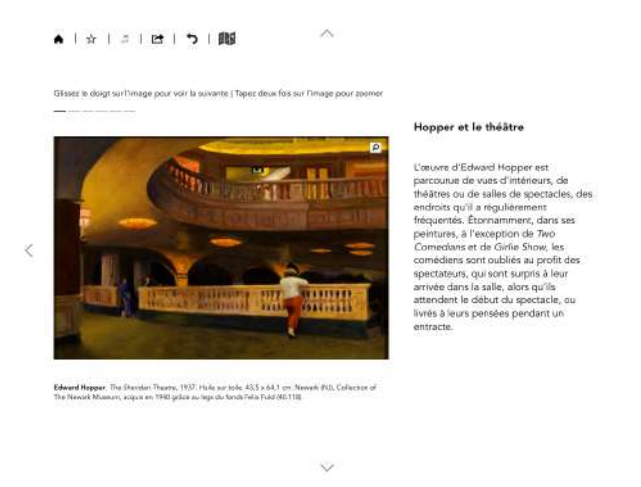 Glissez le doigt sur l'image pour voir la suivante | Tapez deux fois sur l'image pour zoomer
Hopper et le théâtre
L'œuvre d'Edward Hopper est
parcourue de vues d'intérieurs, de
théâtres ou de salles de spectacles, des
endroits qu'il a régulièrement
fréquentés. Étonnamment, dans ses
peintures, à l'exception de Two
Comedians et de Girlie Show, les
comédiens sont oubliés au profit des
spectateurs, qui sont surpris à leur
arrivée dans la salle, alors qu'ils
attendent le début du spectacle, ou
livrés à leurs pensées pendant un
entracte.
Edward Hopper. The Sheridan Theatre, 1937. Huile sur toile. 43,5 x 64,1 cm. Newark (NJ), Collection of
The Newark Museum, acquis en 1940 grâce au legs du fonds Felix Fuld (40.118).